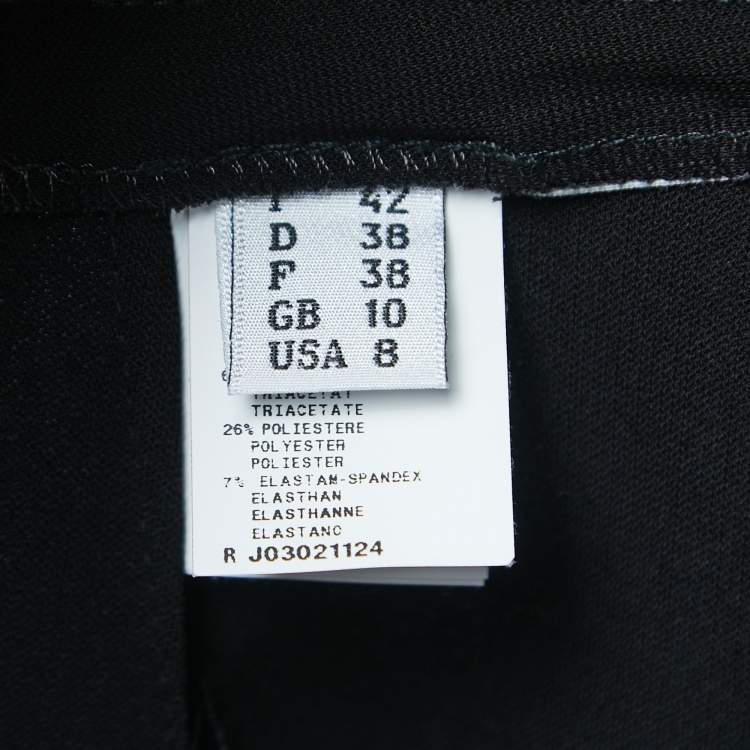 I 42
D 38
F 38
GB 10
USA 8
TRIACETAT
TRIACETATE
26% POLIESTERE
POLYESTER
POLIESTER
7% ELASTAM-SPANDEX
ELASTHAN
ELASTHANNE
ELASTANO
R J03021124